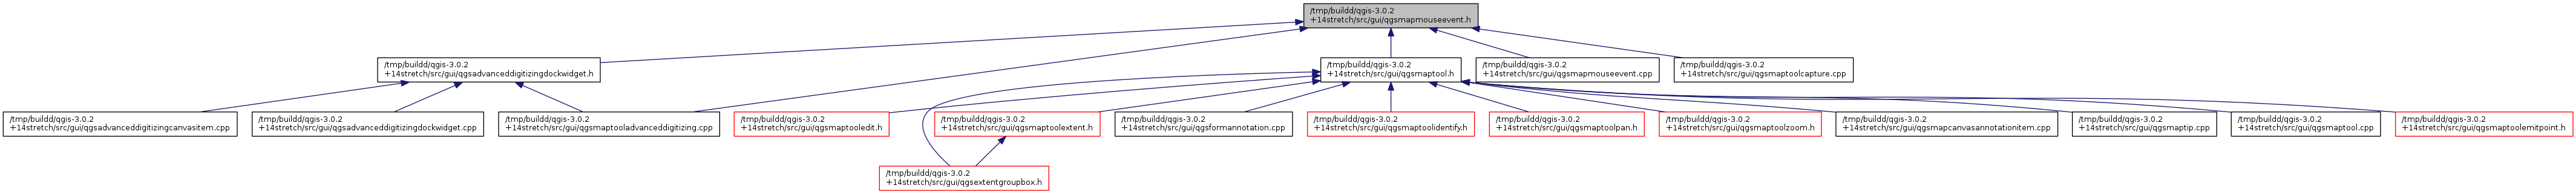 /tmp/buildd/qgis-3.0.2
+14stretch/src/gui/qgsmapmouseevent.h
/tmp/buildd/qgis-3.0.2
+14stretch/src/gui/qgsadvanceddigitizingdockwidget.h
/tmp/buildd/qgis-3.0.2
+14stretch/src/gui/qgsmaptool.h
/tmp/buildd/qgis-3.0.2
+14stretch/src/gui/qgsmapmouseevent.cpp
/tmp/buildd/qgis-3.0.2
+14stretch/src/gui/qgsmaptoolcapture.cpp
/tmp/buildd/qgis-3.0.2
+14stretch/src/gui/qgsadvanceddigitizingcanvasitem.cpp
/tmp/buildd/qgis-3.0.2
+14stretch/src/gui/qgsadvanceddigitizingdockwidget.cpp
/tmp/buildd/qgis-3.0.2
+14stretch/src/gui/qgsmaptooladvanceddigitizing.cpp
/tmp/buildd/qgis-3.0.2
+14stretch/src/gui/qgsmaptooledit.h
/tmp/buildd/qgis-3.0.2
+14stretch/src/gui/qgsmaptoolextent.h
/tmp/buildd/qgis-3.0.2
+14stretch/src/gui/qgsformannotation.cpp
/tmp/buildd/qgis-3.0.2
+14stretch/src/gui/qgsmaptoolidentify.h
/tmp/buildd/qgis-3.0.2
+14stretch/src/gui/qgsmaptoolpan.h
/tmp/buildd/qgis-3.0.2
+14stretch/src/gui/qgsmaptoolzoom.h
/tmp/buildd/qgis-3.0.2
+14stretch/src/gui/qgsmapcanvasannotationitem.cpp
/tmp/buildd/qgis-3.0.2
+14stretch/src/gui/qgsmaptip.cpp
/tmp/buildd/qgis-3.0.2
+14stretch/src/gui/qgsmaptool.cpp
/tmp/buildd/qgis-3.0.2
+14stretch/src/gui/qgsmaptoolemitpoint.h
/tmp/buildd/qgis-3.0.2
+14stretch/src/gui/qgsextentgroupbox.h